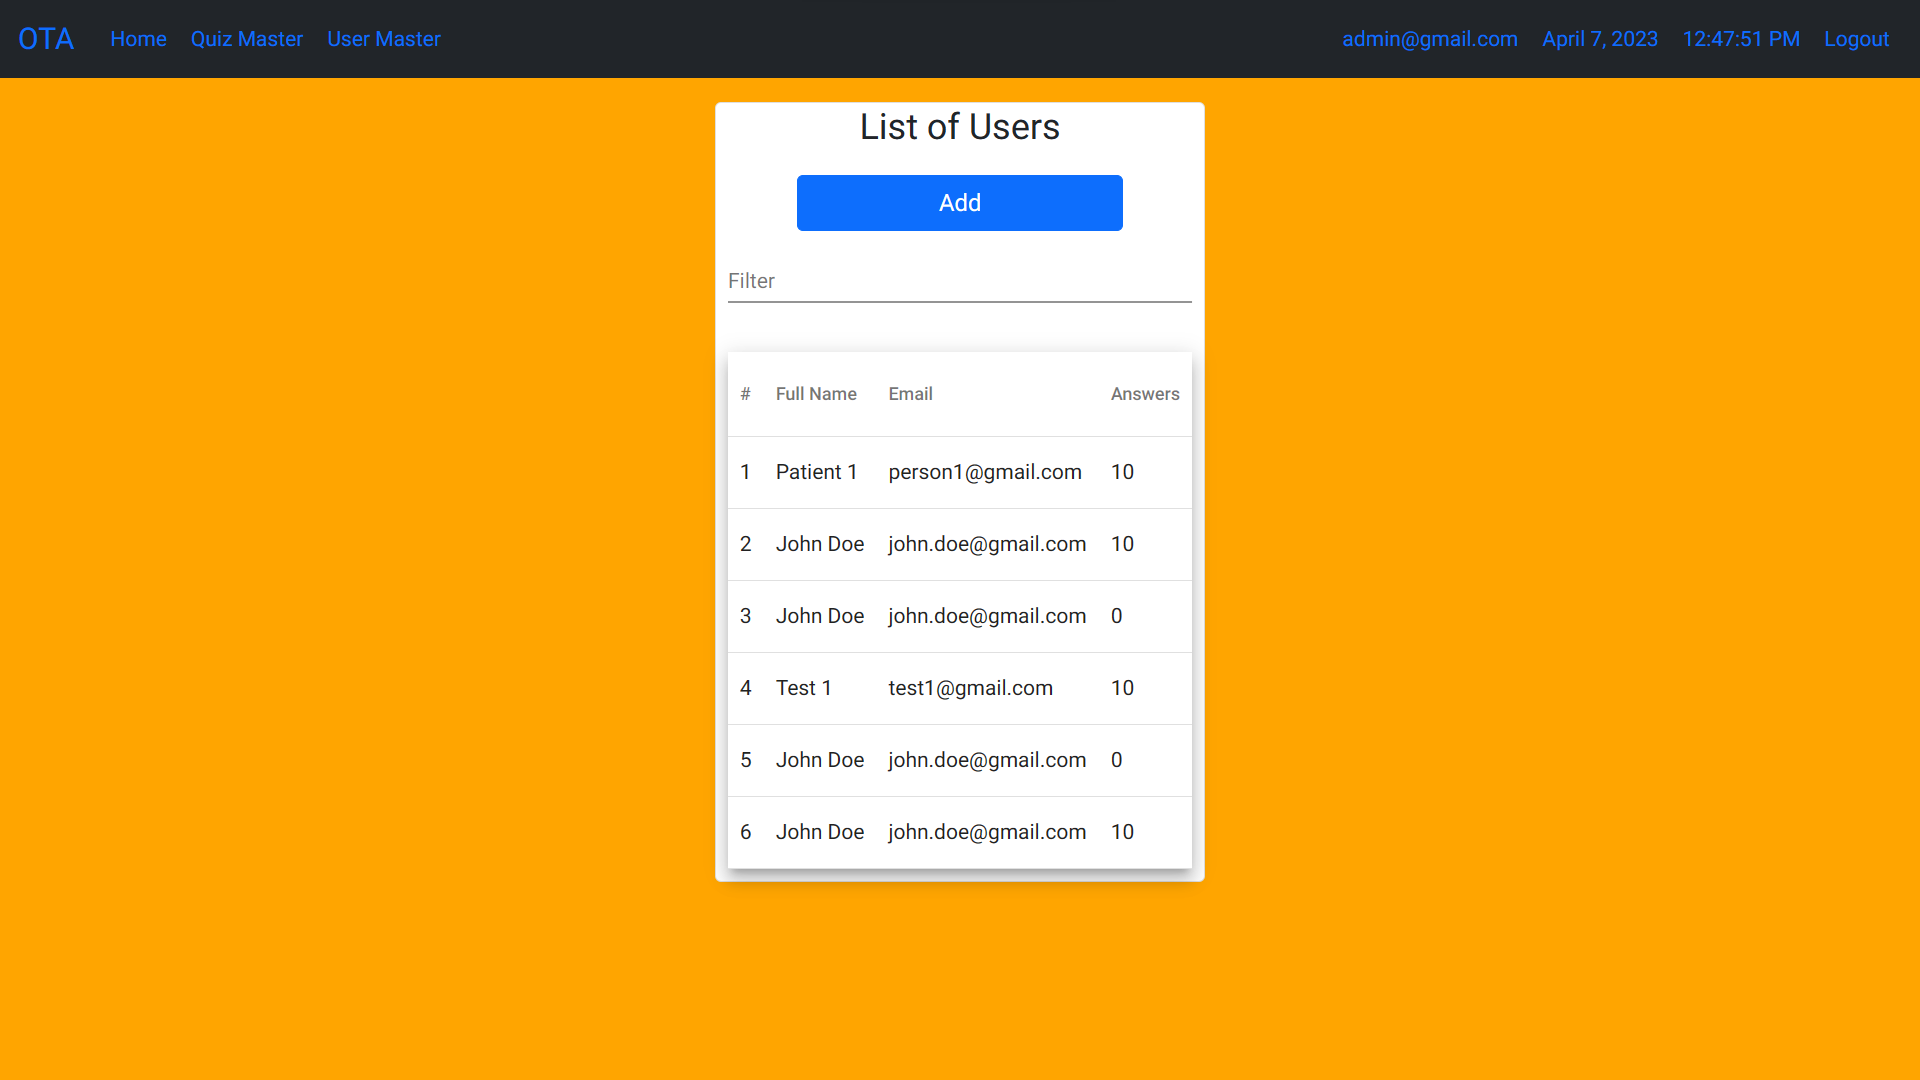 OTA Home Quiz Master User Master admin@gmail.com April 7, 2023 12:47:51 PM Logout
List of Users
Add
Filter
# Full Name Email Answers
1 Patient 1 person1@gmail.com 10
2 John Doe john.doe@gmail.com 10
3 John Doe john.doe@gmail.com 0
4 Test 1 test1@gmail.com 10
5 John Doe john.doe@gmail.com 0
6 John Doe john.doe@gmail.com 10